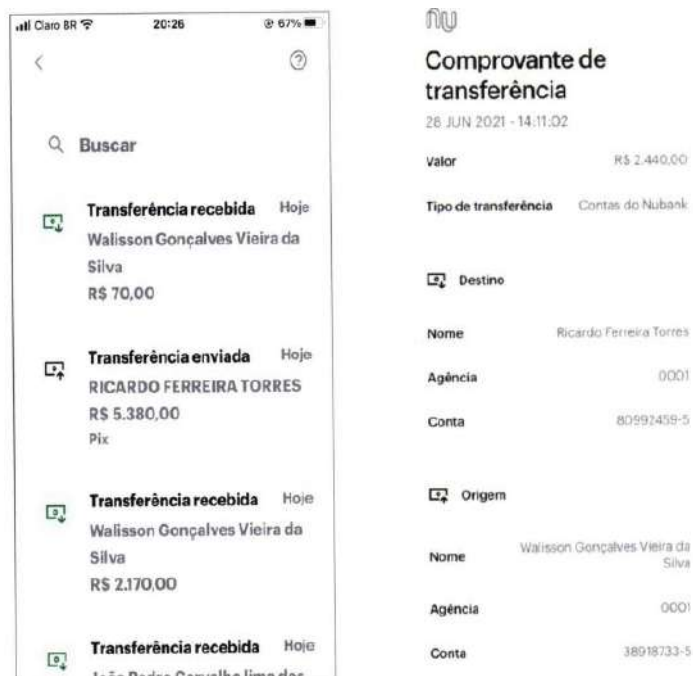 Claro BR 20:26 67%
Buscar
Transferência recebida Hoje
Walisson Gonçalves Vieira da
Silva
R$ 70,00
Transferência enviada Hoje
RICARDO FERREIRA TORRES
R$ 5.380,00
Pix
Transferência recebida Hoje
Walisson Gonçalves Vieira da
Silva
R$ 2.170,00
Transferência recebida Hoje
nu
Comprovante de
transferência
28 JUN 2021 - 14:11:02
Valor R$ 2.440,00
Tipo de transferência Contas do Nubank
Destino
Nome Ricardo Ferreira Torres
Agência 0001
Conta 80992459-5
Origem
Nome Walisson Gonçalves Vieira da
Silva
Agência 0001
Conta 38918733-5